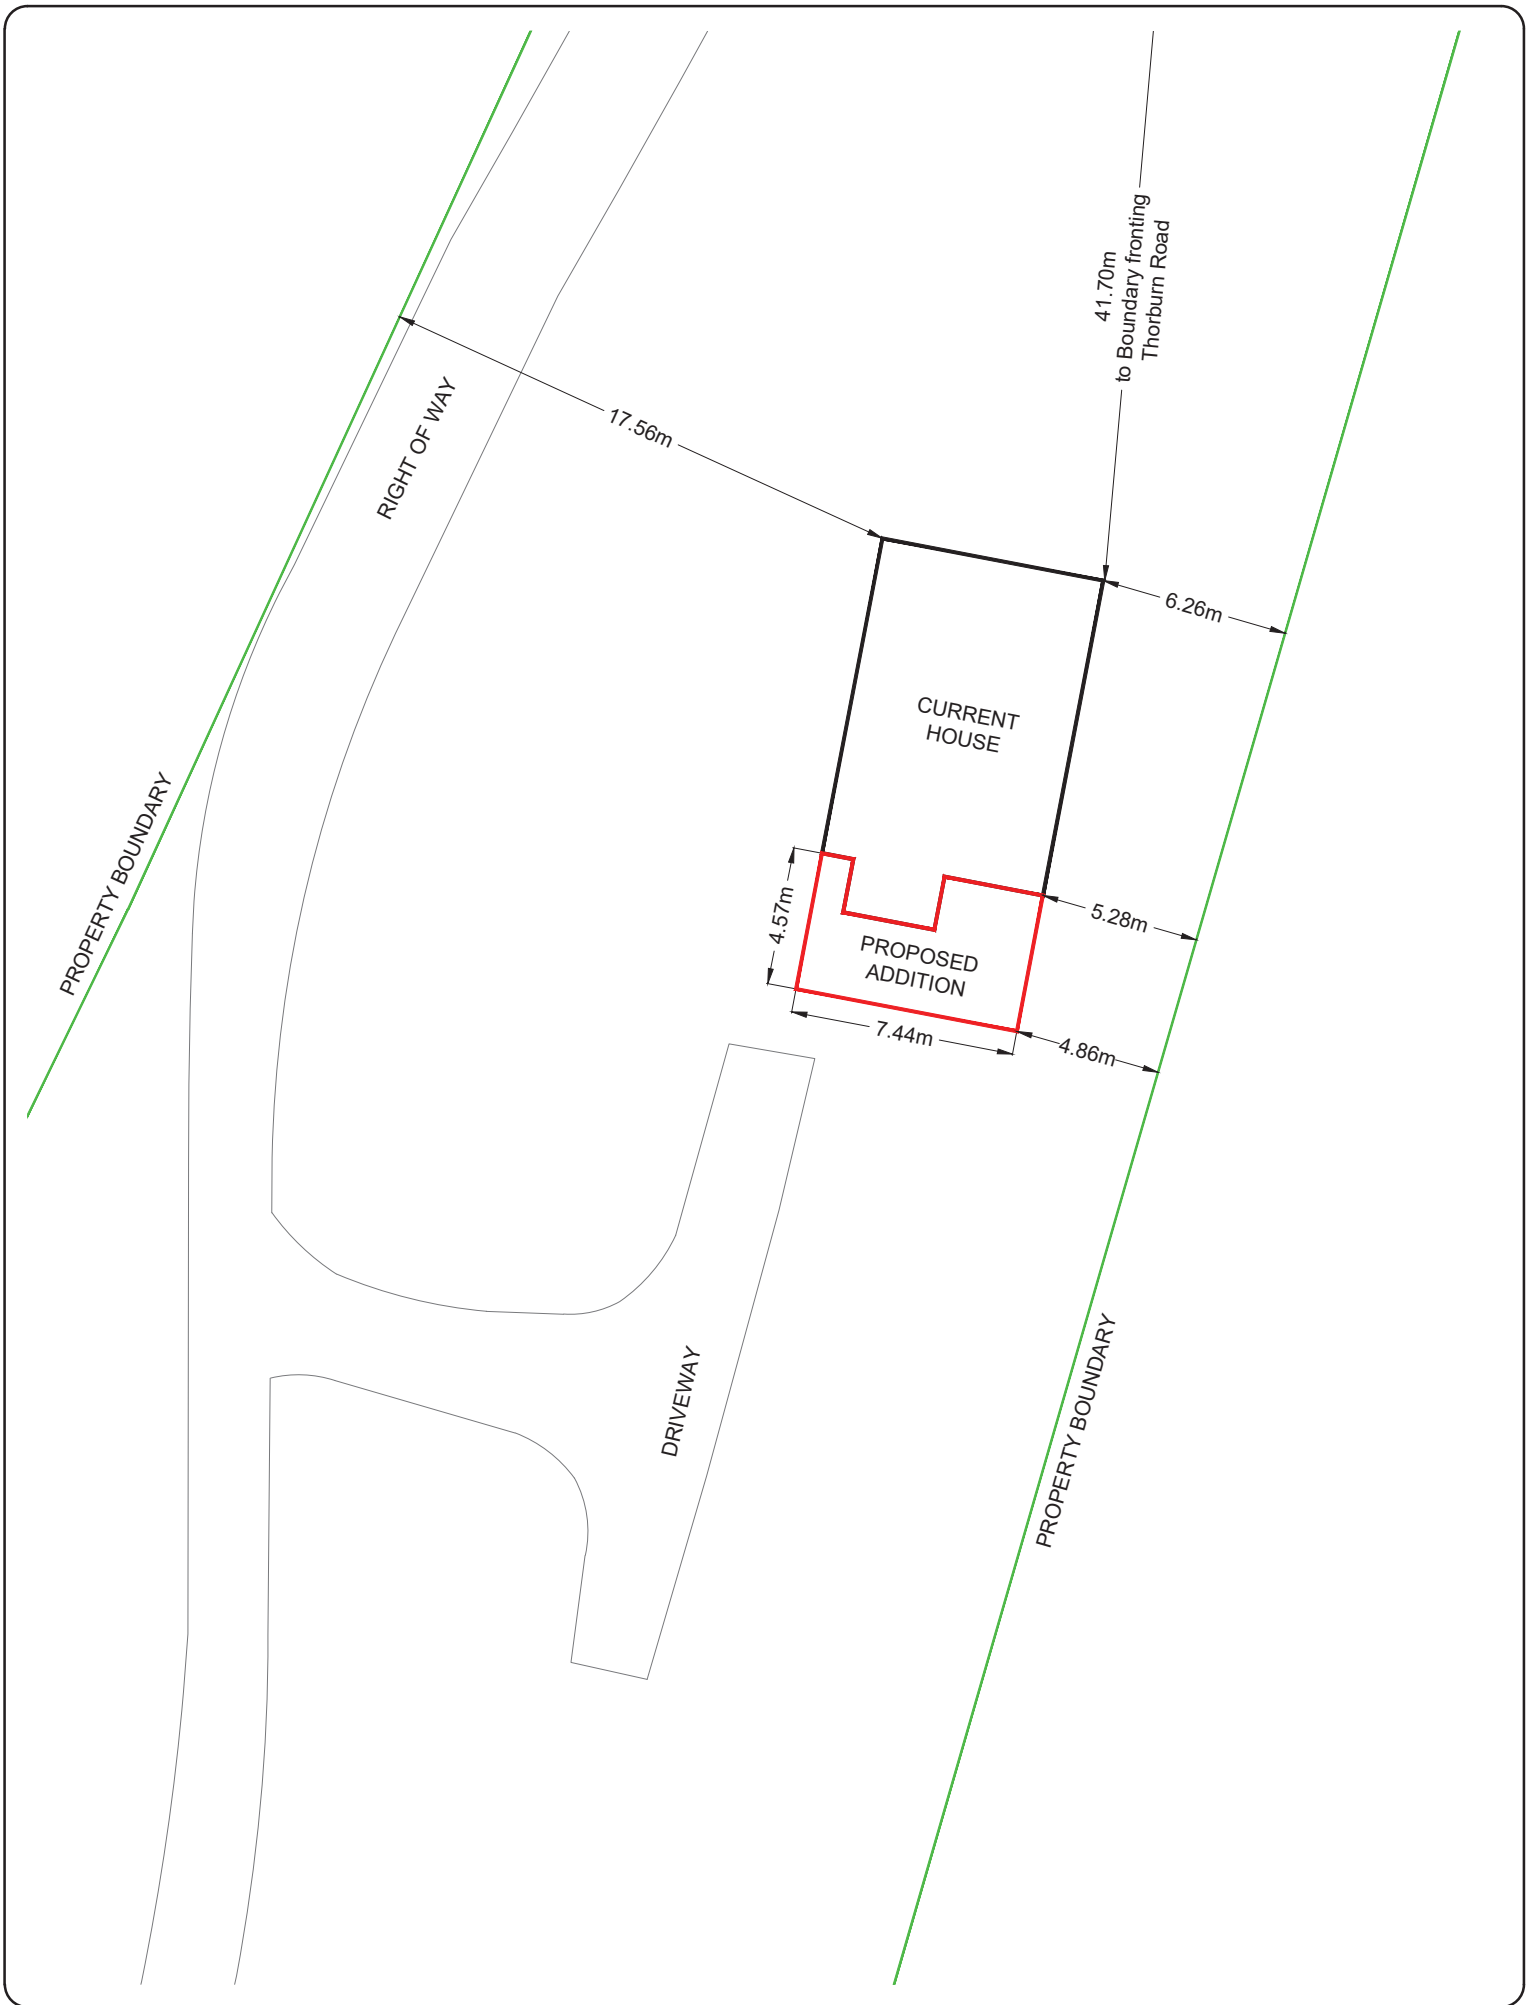 41.70m
to Boundary fronting
Thorburn Road
RIGHT OF WAY
17.56m
6.26m
CURRENT
HOUSE
PROPERTY BOUNDARY
4.57m
5.28m
PROPOSED
ADDITION
7.44m
4.86m
DRIVEWAY
PROPERTY BOUNDARY